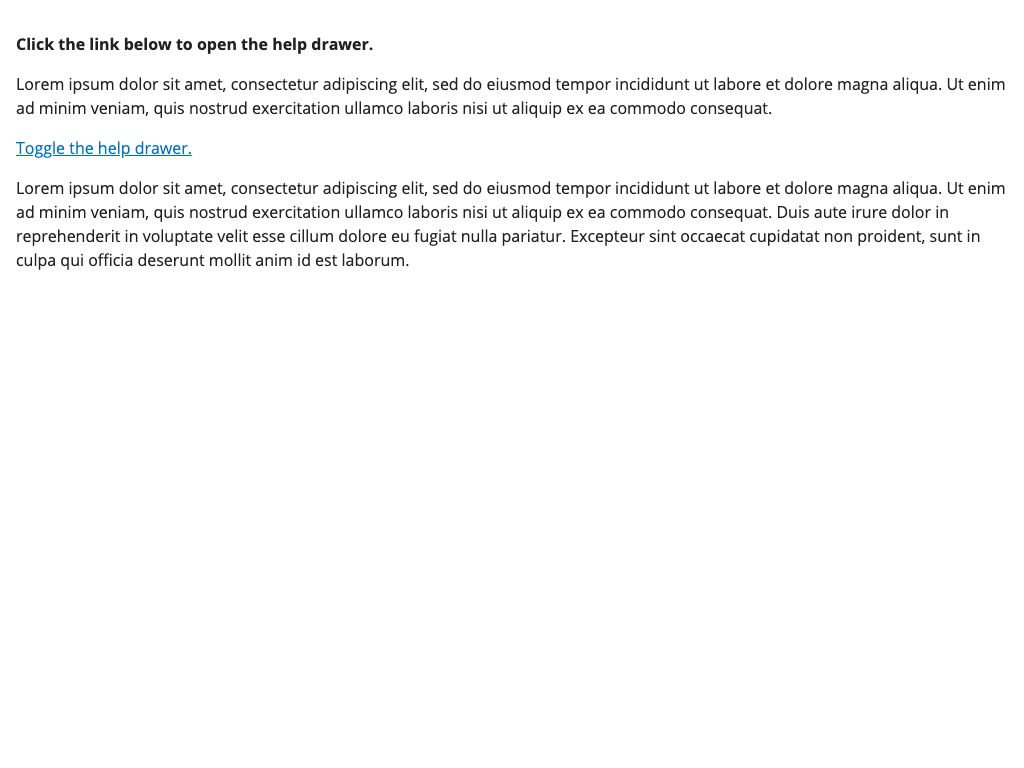 Click the link below to open the help drawer.
Lorem ipsum dolor sit amet, consectetur adipiscing elit, sed do eiusmod tempor incididunt ut labore et dolore magna aliqua. Ut enim
ad minim veniam, quis nostrud exercitation ullamco laboris nisi ut aliquip ex ea commodo consequat.
Toggle the help drawer.
Lorem ipsum dolor sit amet, consectetur adipiscing elit, sed do eiusmod tempor incididunt ut labore et dolore magna aliqua. Ut enim
ad minim veniam, quis nostrud exercitation ullamco laboris nisi ut aliquip ex ea commodo consequat. Duis aute irure dolor in
reprehenderit in voluptate velit esse cillum dolore eu fugiat nulla pariatur. Excepteur sint occaecat cupidatat non proident, sunt in
culpa qui officia deserunt mollit anim id est laborum.